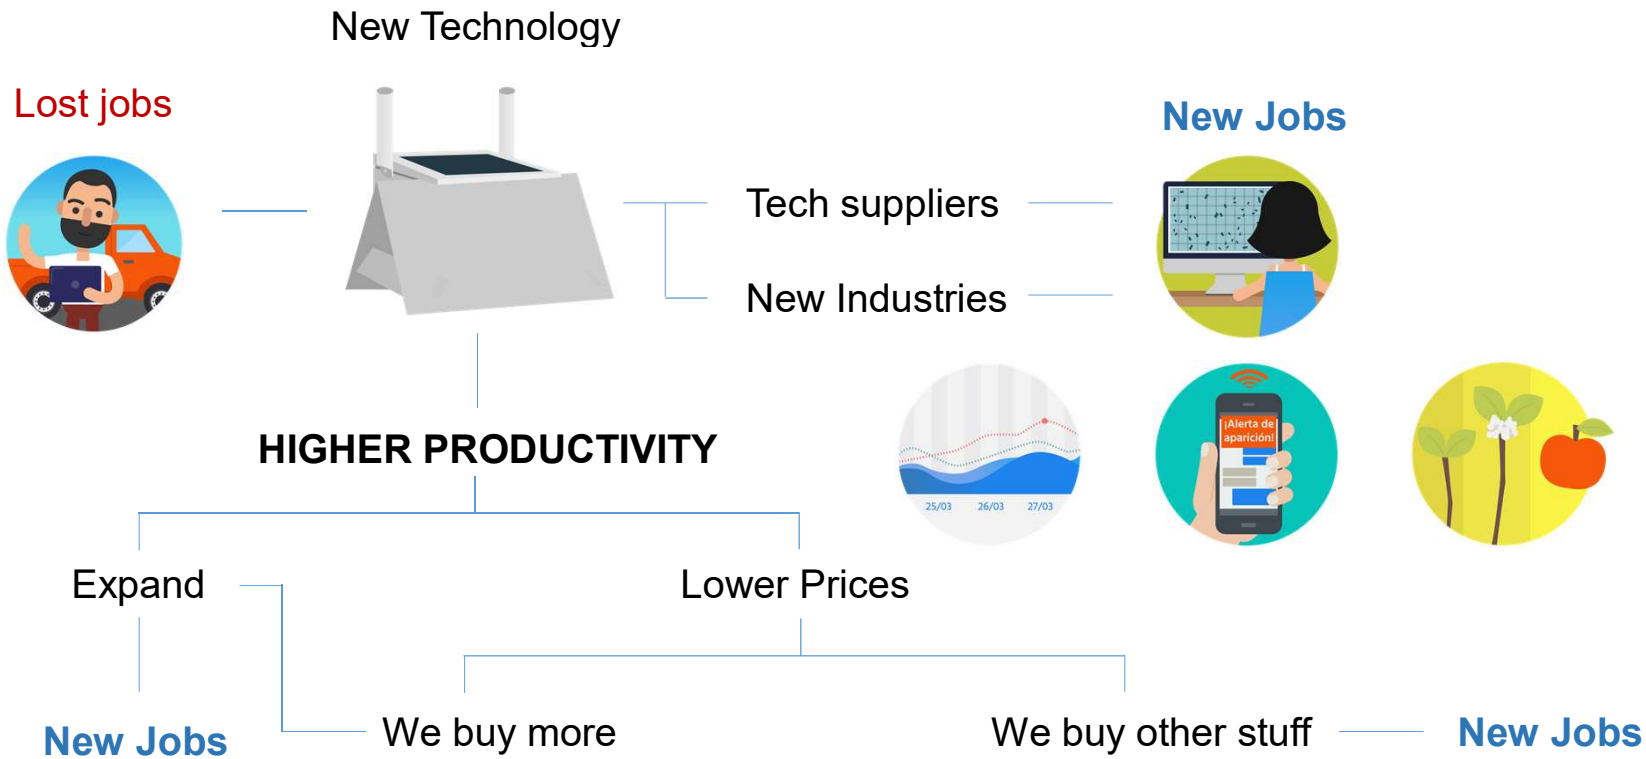 New Technology
Lost jobs
New Jobs
Tech suppliers
New Industries
¡Alerta de
aparición!
HIGHER PRODUCTIVITY
25/03 26/03 27/03
Expand
Lower Prices
New Jobs
We buy more
We buy other stuff
New Jobs